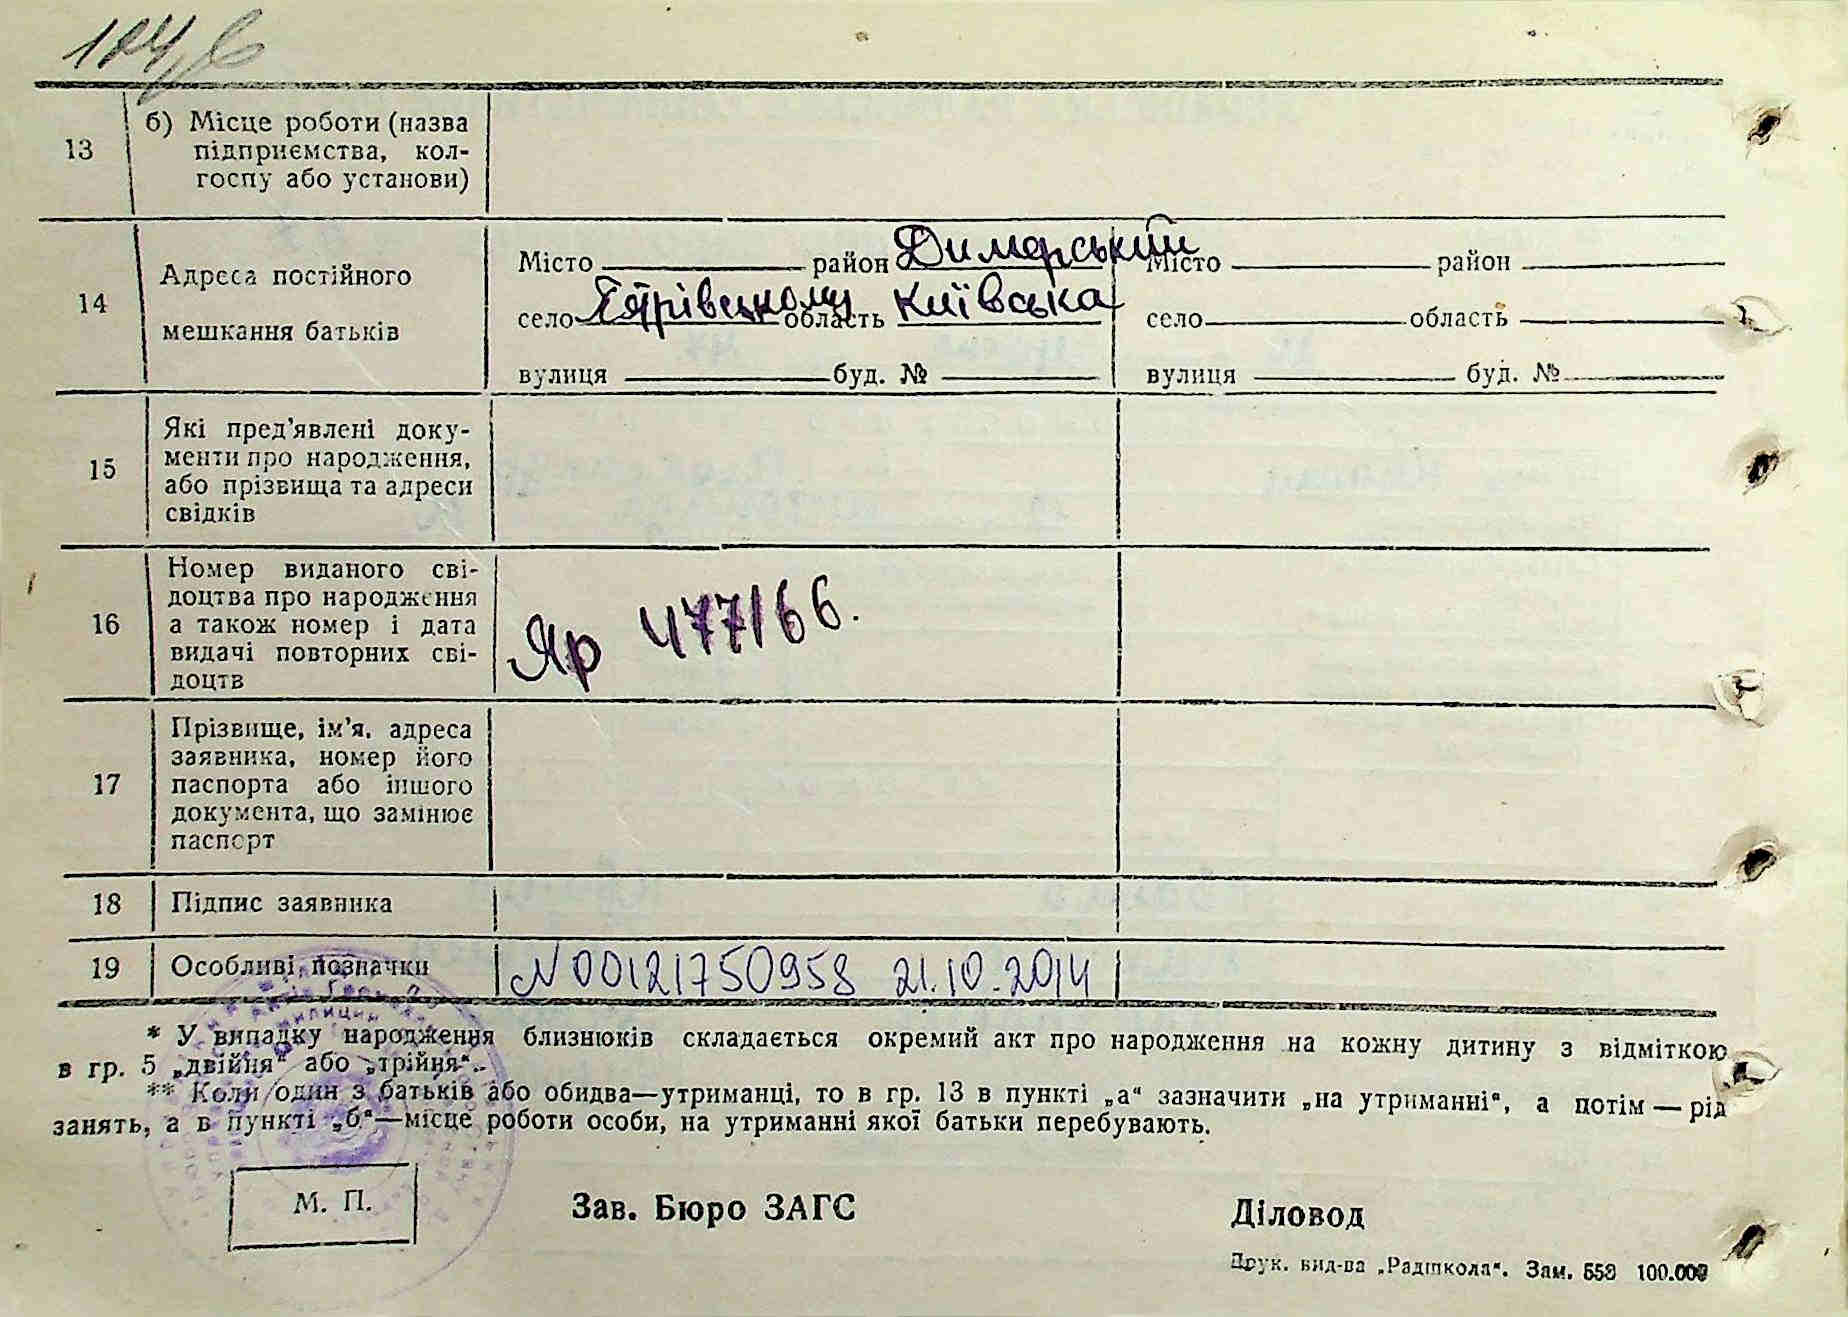 13
б) Місце роботи (назва
підприємства, кол-
госпу або установи)
14
Адреса постійного
мешкання батьків
Місто район Димерський
село Петрівському область Київська
вулиця буд. №
Місто район
село область
вулиця буд. №
15
Які пред'явлені доку-
менти про народження,
або прізвища та адреси
свідків
16
Номер виданого сві-
доцтва про народження
а також номер і дата
видачі повторних сві-
доцтв
Яр 477166.
17
Прізвище, ім'я, адреса
заявника, номер його
паспорта або іншого
документа, що замінює
паспорт
18
Підпис заявника
19
Особливі позначки
N 00121750958 21.10.2014
* У випадку народження близнюків складається окремий акт про народження на кожну дитину з відміткою
в гр. 5 „двійня“ або „трійня“.
** Коли один з батьків або обидва—утриманці, то в гр. 13 в пункті „а“ зазначити „на утриманні“, а потім — рід
занять, а в пункті „б“—місце роботи особи, на утриманні якої батьки перебувають.
М. П.
Зав. Бюро ЗАГС
Діловод
Друк. вид-ва „Радшкола“. Зам. 558 100.000